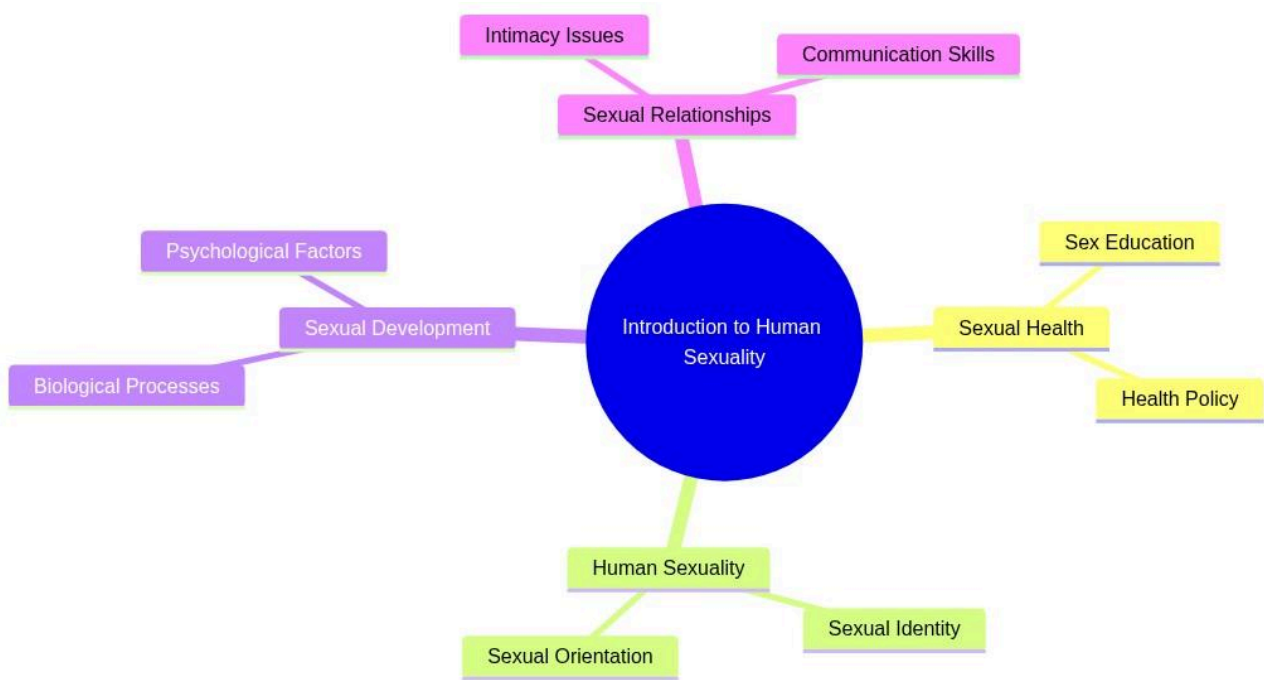 Intimacy Issues
Communication Skills
Sexual Relationships
Psychological Factors
Sex Education
Sexual Development
Introduction to Human
Sexuality
Sexual Health
Biological Processes
Health Policy
Human Sexuality
Sexual Identity
Sexual Orientation